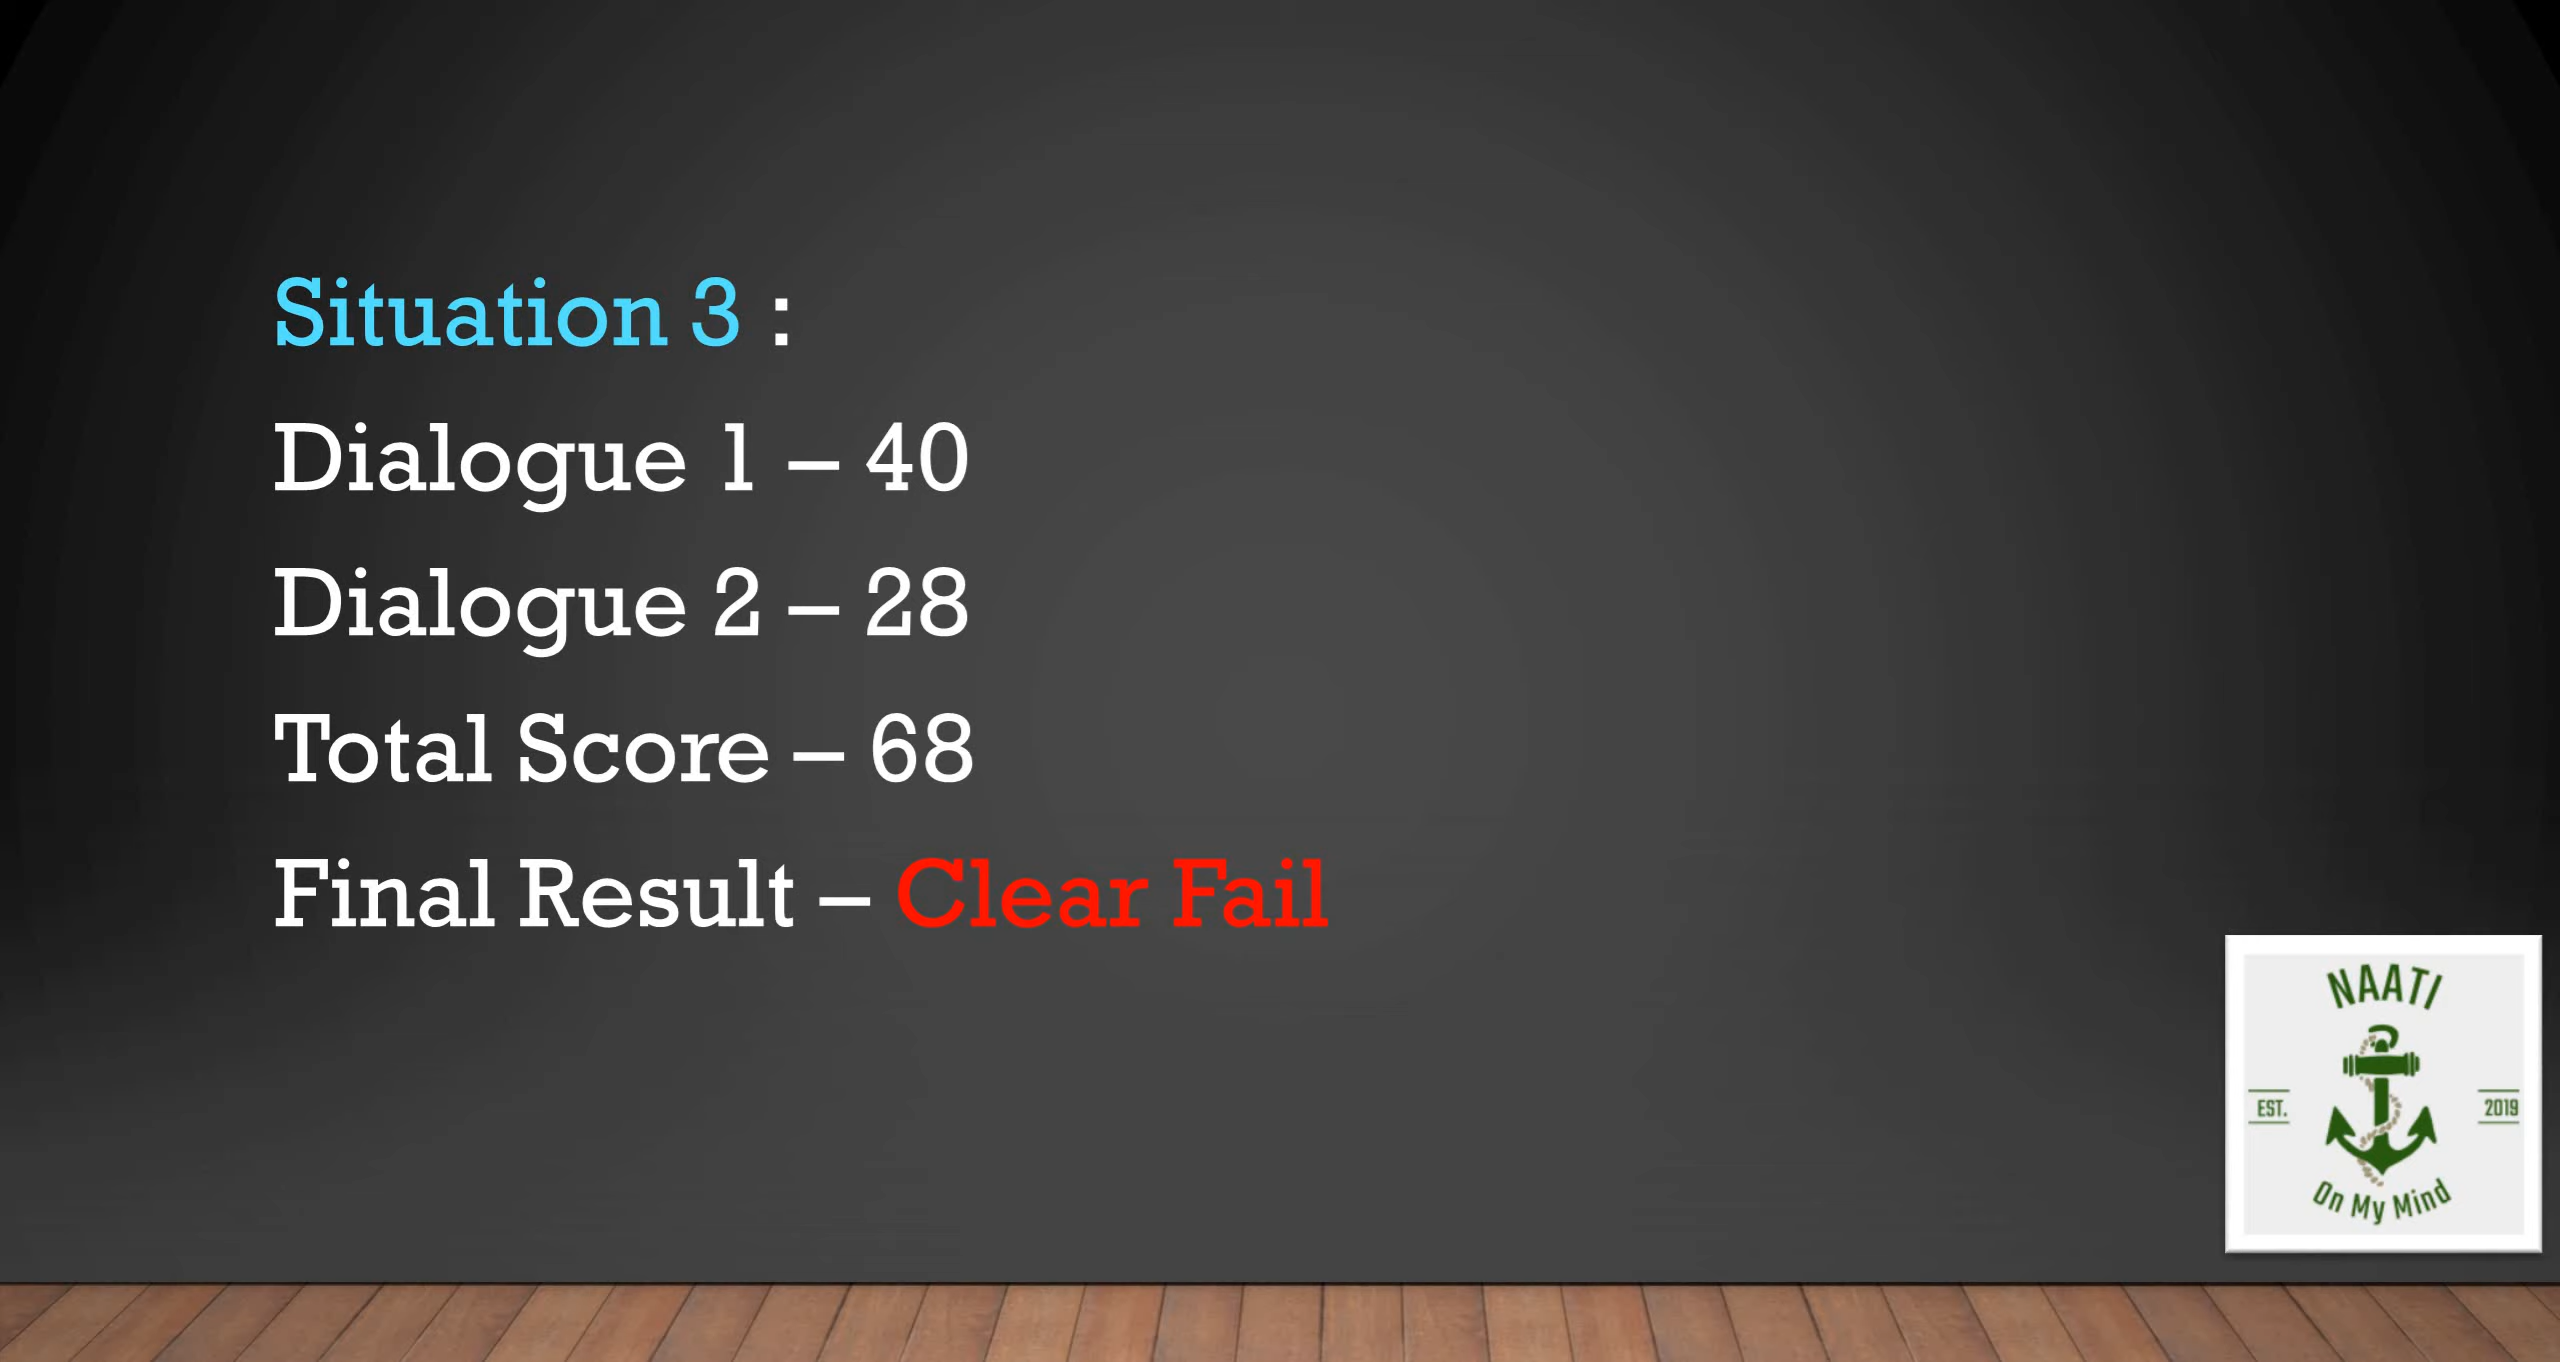 Situation 3 :
Dialogue 1 – 40
Dialogue 2 – 28
Total Score – 68
Final Result – Clear Fail
NAATI
EST. 2019
On My Mind